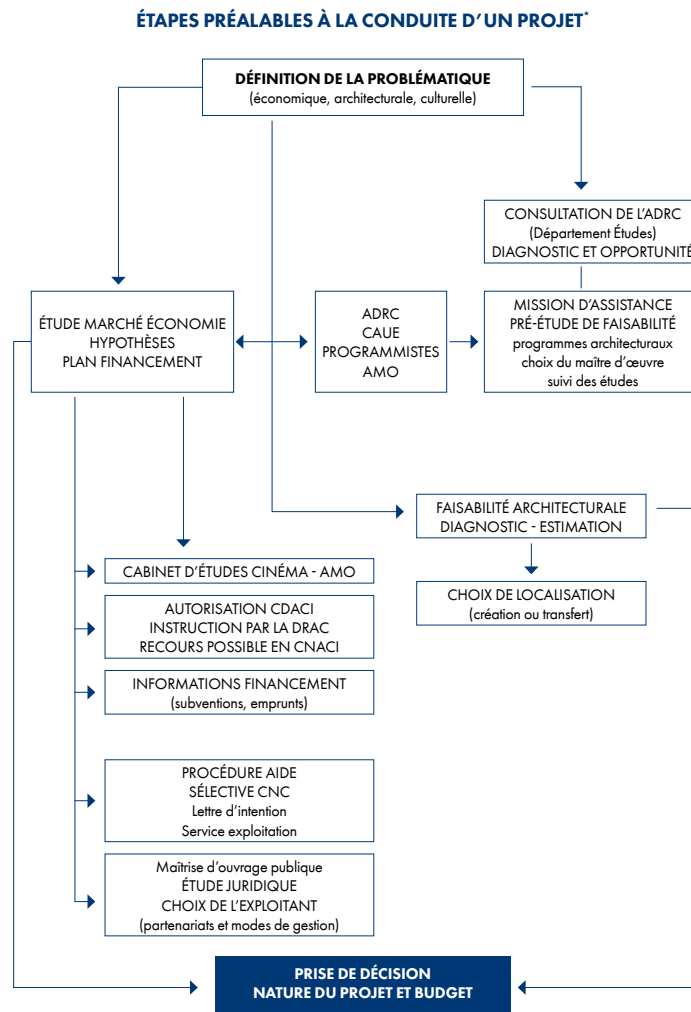 ÉTAPES PRÉALABLES À LA CONDUITE D’UN PROJET*
DÉFINITION DE LA PROBLÉMATIQUE
(économique, architecturale, culturelle)
CONSULTATION DE L’ADRC
(Département Études)
DIAGNOSTIC ET OPPORTUNITÉ
ÉTUDE MARCHÉ ÉCONOMIE
HYPOTHÈSES
PLAN FINANCEMENT
ADRC
CAUE
PROGRAMMISTES
AMO
MISSION D’ASSISTANCE
PRÉ-ÉTUDE DE FAISABILITÉ
programmes architecturaux
choix du maître d’œuvre
suivi des études
FAISABILITÉ ARCHITECTURALE
DIAGNOSTIC - ESTIMATION
CABINET D’ÉTUDES CINÉMA - AMO
CHOIX DE LOCALISATION
(création ou transfert)
AUTORISATION CDACI
INSTRUCTION PAR LA DRAC
RECOURS POSSIBLE EN CNACI
INFORMATIONS FINANCEMENT
(subventions, emprunts)
PROCÉDURE AIDE
SÉLECTIVE CNC
Lettre d’intention
Service exploitation
Maîtrise d’ouvrage publique
ÉTUDE JURIDIQUE
CHOIX DE L’EXPLOITANT
(partenariats et modes de gestion)
PRISE DE DÉCISION
NATURE DU PROJET ET BUDGET